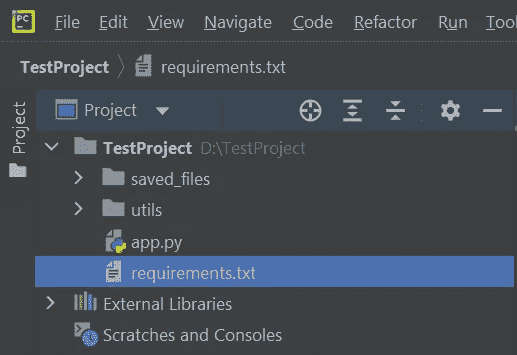 PC File Edit View Navigate Code Refactor Run Tool
TestProject requirements.txt
Project
Project
TestProject D:\TestProject
saved_files
utils
app.py
requirements.txt
External Libraries
Scratches and Consoles